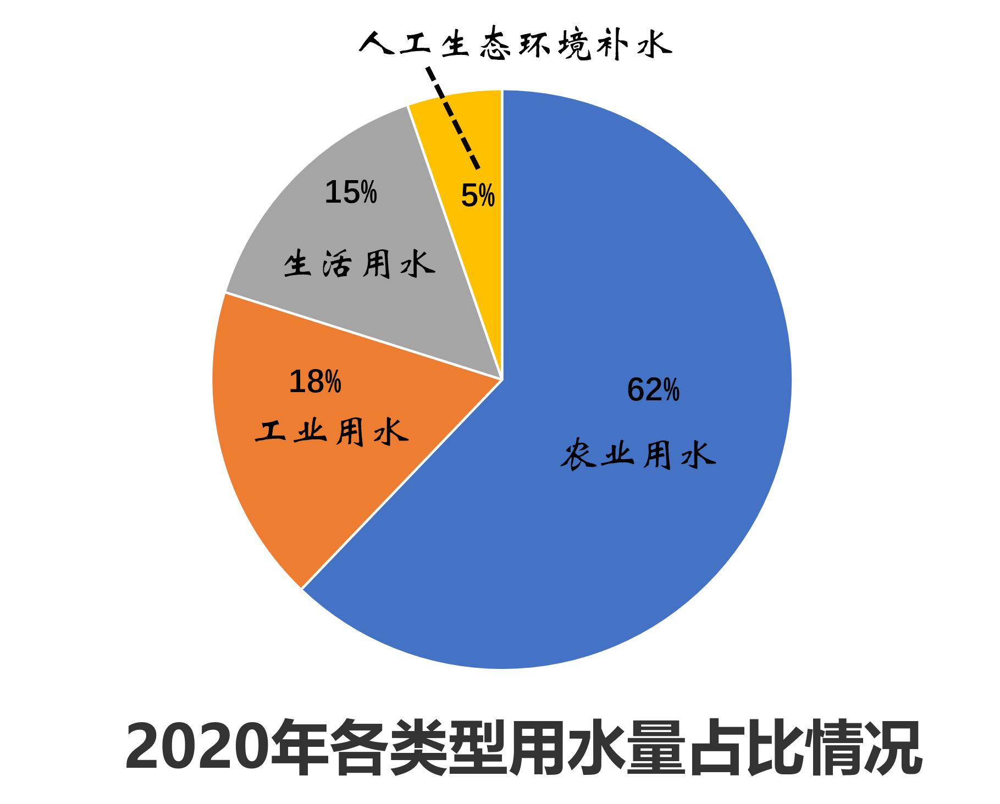 人工生态环境补水
15%
5%
生活用水
18%
62%
工业用水
农业用水
2020年各类型用水量占比情况